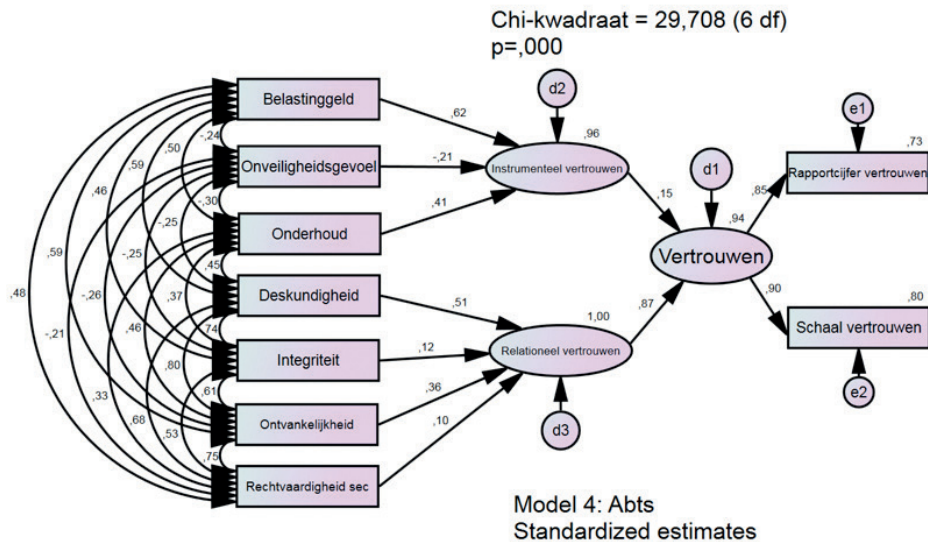 Chi-kwadraat = 29,708 (6 df)
p=,000
Belastinggeld
Onveiligheidsgevoel
Onderhoud
Deskundigheid
Integriteit
Ontvankelijkheid
Rechtvaardigheid sec
-,24
,50
,59
-,30
,46
-,25
,59
-,25
,45
,48
-,26
,37
,74
-,21
,46
,80
,61
,33
,68
,53
,75
,62
-,21
,41
,51
,12
,36
,10
d2
,96
Instrumenteel vertrouwen
1,00
Relationeel vertrouwen
d3
,15
,87
d1
,94
Vertrouwen
,85
,90
e1
,73
Rapportcijfer vertrouwen
,80
Schaal vertrouwen
e2
Model 4: Abts
Standardized estimates